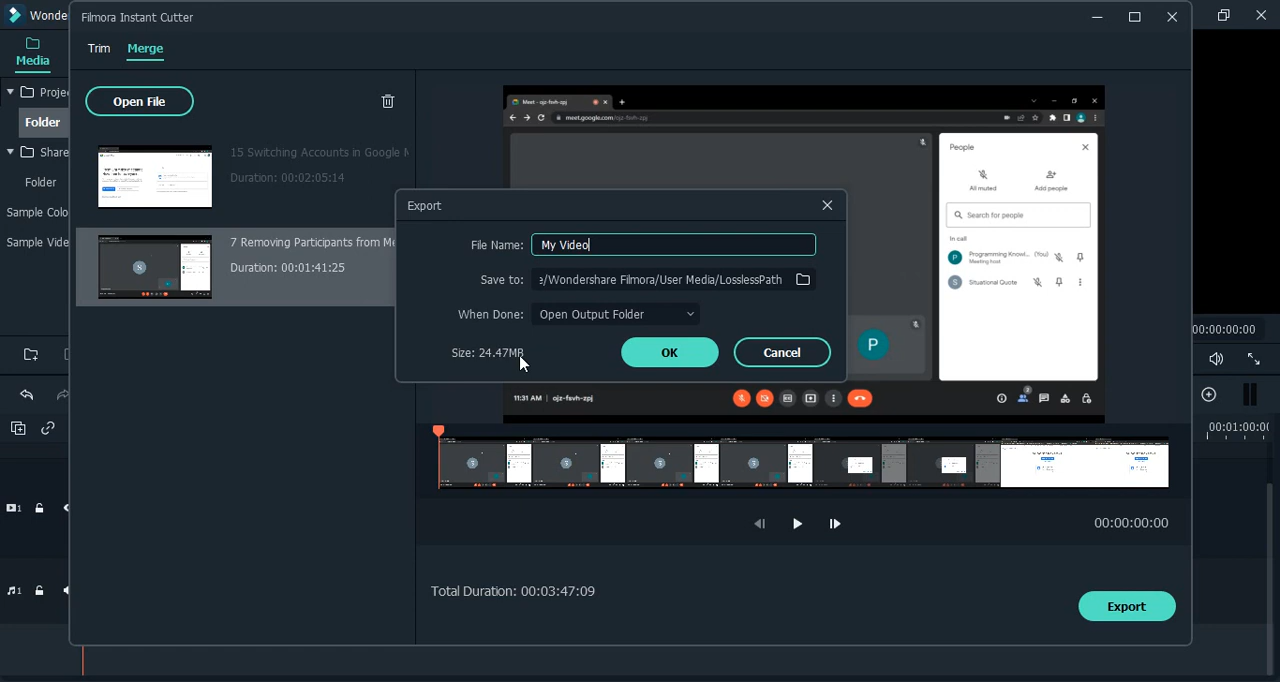 Wonde
Filmora Instant Cutter
Media
Trim
Merge
Proje
Open File
Folder
Share
Folder
Sample Colo
Sample Vide
15 Switching Accounts in Google M
Duration: 00:02:05:14
7 Removing Participants from Me
Duration: 00:01:41:25
Meet - ojz-fsvh-zpj
meet.google.com/ojz-fsvh-zpj
People
All muted
Add people
Search for people
In call
Programming Knowl... (You)
Meeting host
Situational Quote
S
P
11:31 AM | ojz-fsvh-zpj
2
Export
File Name: My Video
Save to: e/Wondershare Filmora/User Media/LosslessPath
When Done: Open Output Folder
Size: 24.47MB
OK
Cancel
00:00:00:00
00:01:00:0
00:00:00:00
Total Duration: 00:03:47:09
Export
1
1